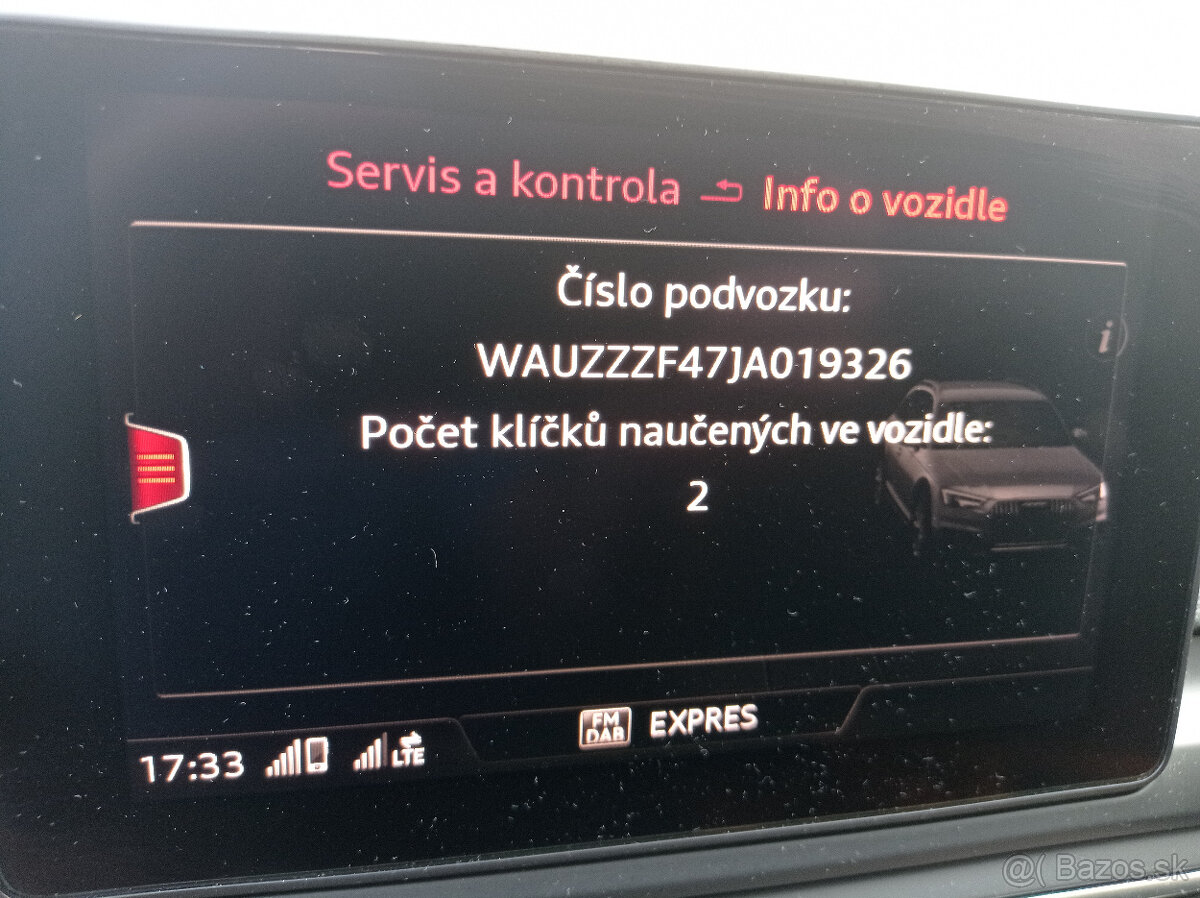 Servis a kontrola Info o vozidle
Číslo podvozku:
WAUZZZF47JA019326
i
Počet klíčků naučených ve vozidle:
2
FM DAB EXPRES
17:33 LTE
@( Bazos.sk